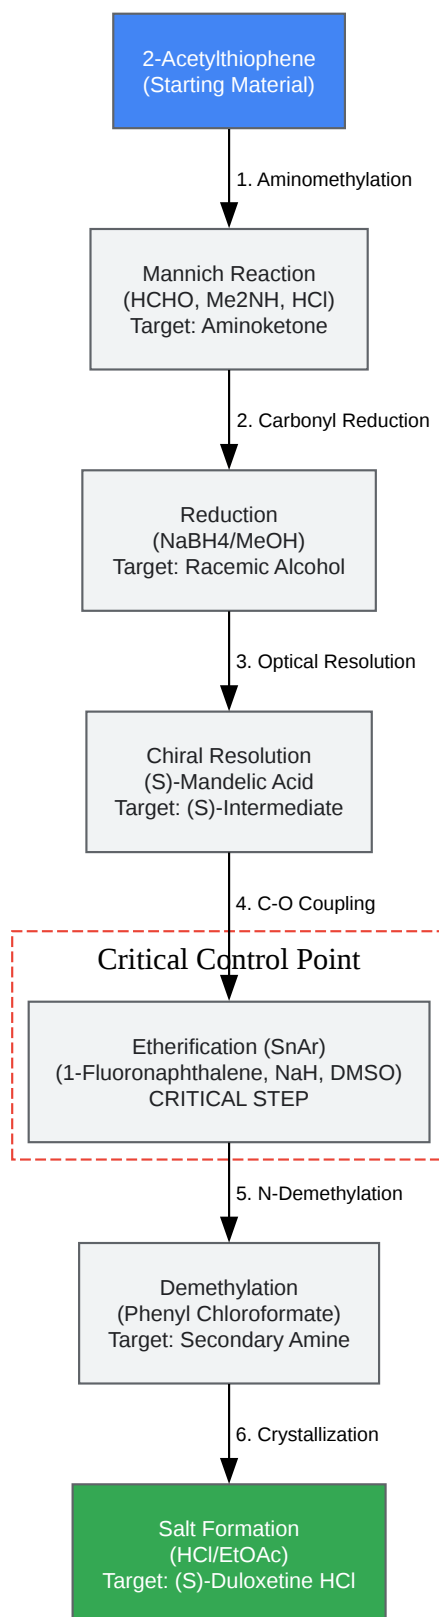 2-Acetylthiophene
(Starting Material)
1. Aminomethylation
Mannich Reaction
(HCHO, Me2NH, HCl)
Target: Aminoketone
2. Carbonyl Reduction
Reduction
(NaBH4/MeOH)
Target: Racemic Alcohol
3. Optical Resolution
Chiral Resolution
(S)-Mandelic Acid
Target: (S)-Intermediate
4. C-O Coupling
Critical Control Point
Etherification (SnAr)
(1-Fluoronaphthalene, NaH, DMSO)
CRITICAL STEP
5. N-Demethylation
Demethylation
(Phenyl Chloroformate)
Target: Secondary Amine
6. Crystallization
Salt Formation
(HCl/EtOAc)
Target: (S)-Duloxetine HCl